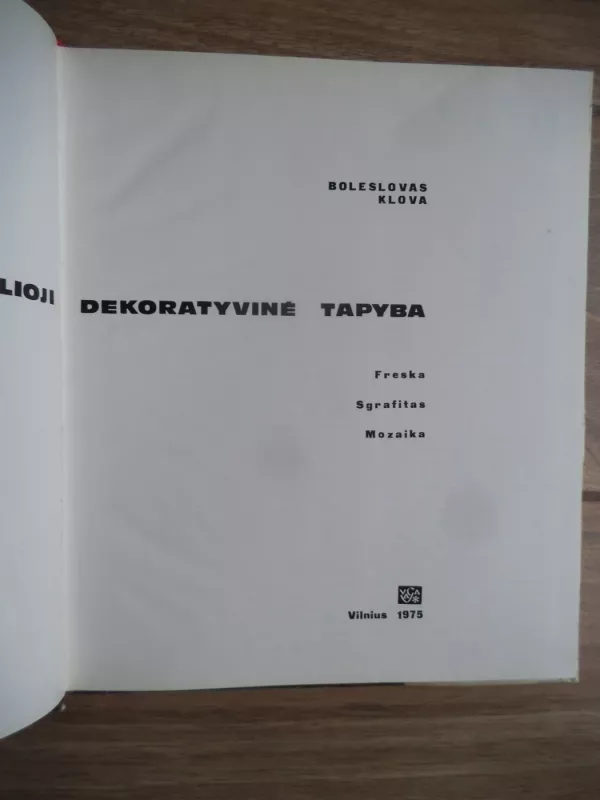 BOLESLOVAS
KLOVA
LIOJI DEKORATYVINĖ TAPYBA
Freska
Sgrafitas
Mozaika
Vilnius 1975